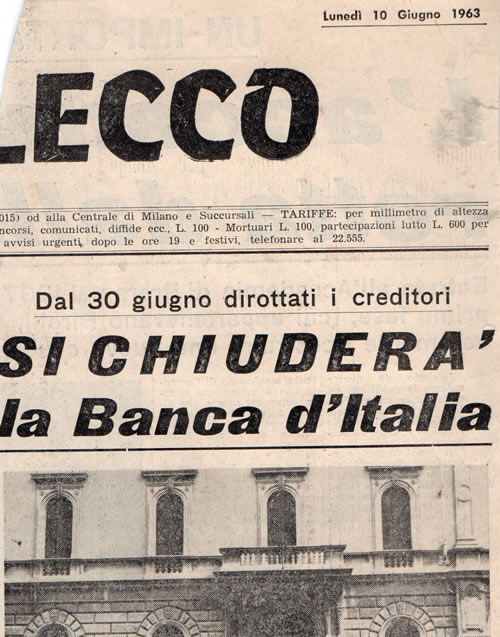 Lunedì 10 Giugno 1963
LECCO
015) od alla Centrale di Milano e Succursali — TARIFFE: per millimetro di altezza
ncorsi, comunicati, diffide ecc., L. 100 - Mortuari L. 100, partecipazioni lutto L. 600 per
avvisi urgenti, dopo le ore 19 e festivi, telefonare al 22.555.
Dal 30 giugno dirottati i creditori
SI CHIUDERA’
la Banca d’Italia